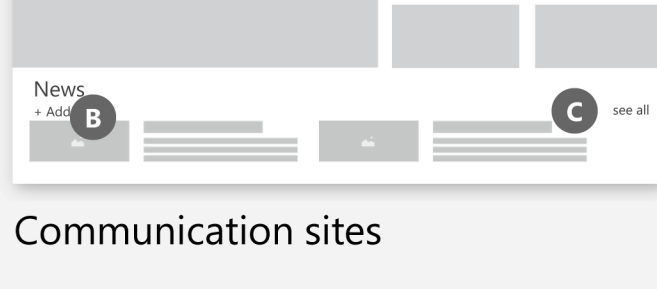 News
+ Add
B
C
see all
Communication sites